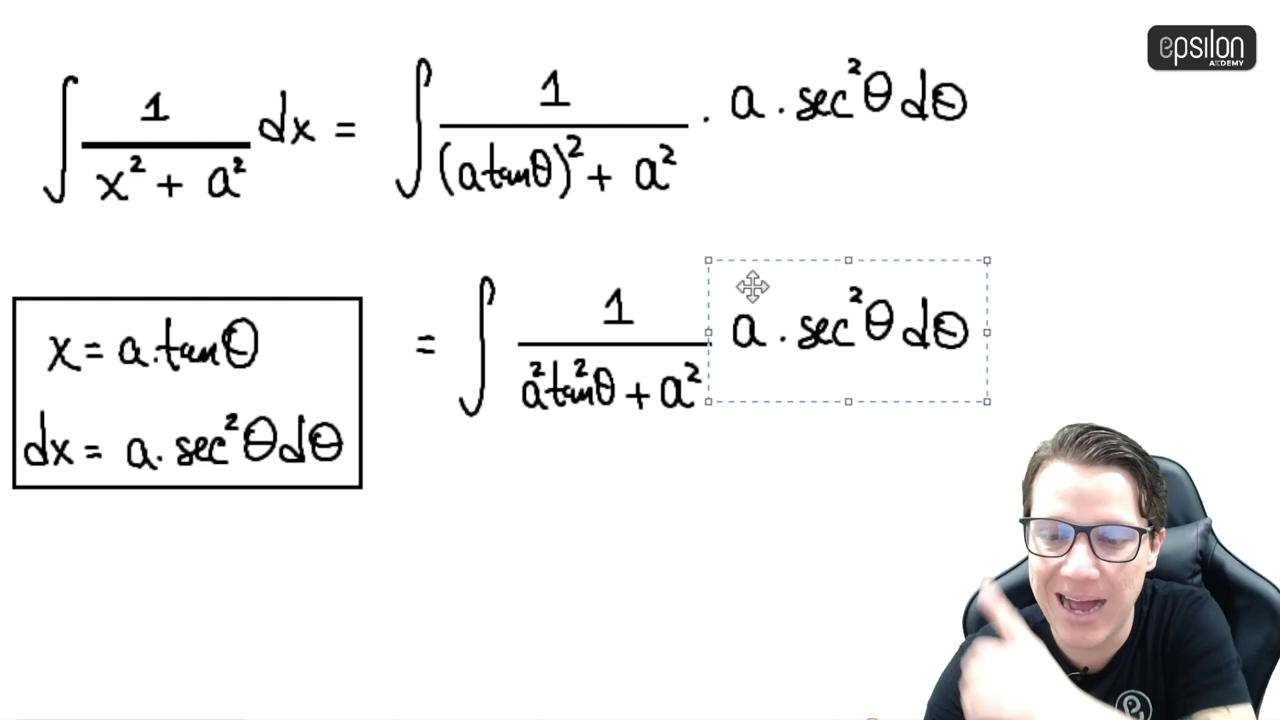 epsilon
ACADEMY
∫ 1/(x² + a²) dx = ∫ 1/((a tanθ)² + a²) · a · sec²θ dθ
= ∫ 1/(a² tan²θ + a²) a · sec²θ dθ
x = a · tanθ
dx = a · sec²θ dθ